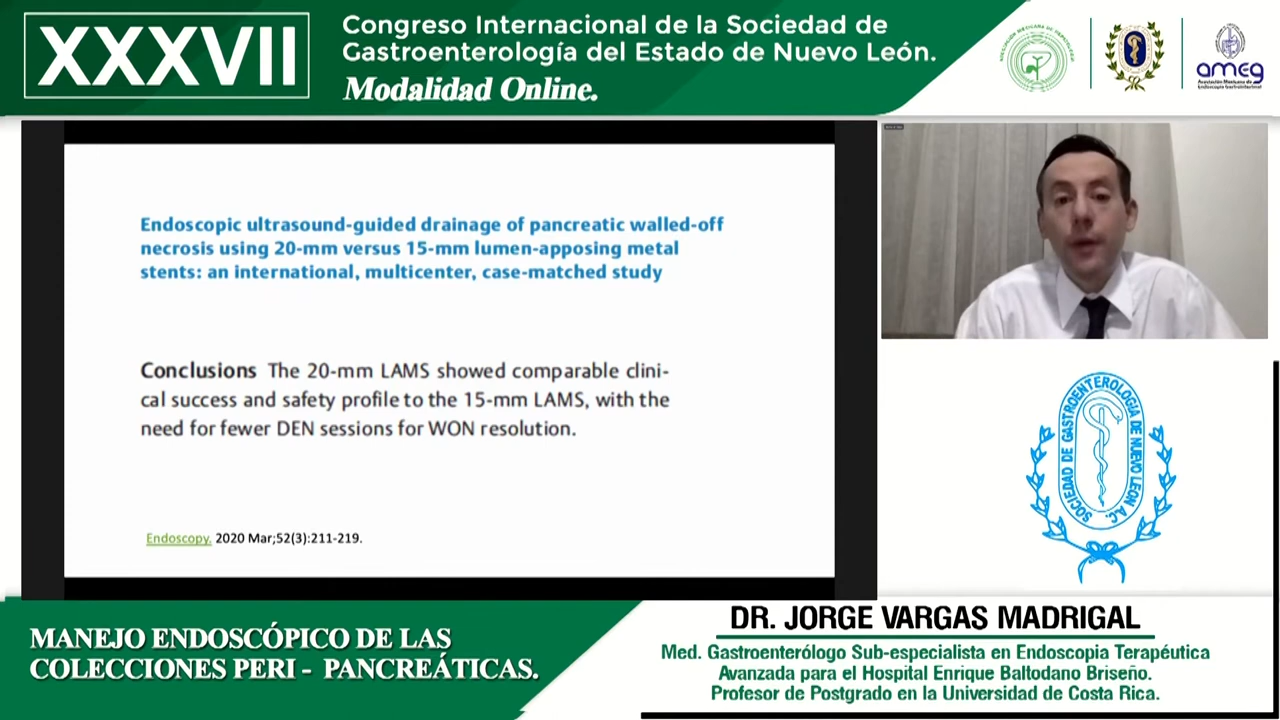 XXXVII
Congreso Internacional de la Sociedad de
Gastroenterología del Estado de Nuevo León.
Modalidad Online.
ameg
Asociación Mexicana de
Endoscopia Gastrointestinal
Endoscopic ultrasound-guided drainage of pancreatic walled-off
necrosis using 20-mm versus 15-mm lumen-apposing metal
stents: an international, multicenter, case-matched study
Conclusions The 20-mm LAMS showed comparable clini-
cal success and safety profile to the 15-mm LAMS, with the
need for fewer DEN sessions for WON resolution.
Endoscopy. 2020 Mar;52(3):211-219.
SOCIEDAD DE GASTROENTEROLOGIA DE NUEVO LEON A.C.
MANEJO ENDOSCÓPICO DE LAS
COLECCIONES PERI - PANCREÁTICAS.
DR. JORGE VARGAS MADRIGAL
Med. Gastroenterólogo Sub-especialista en Endoscopia Terapéutica
Avanzada para el Hospital Enrique Baltodano Briseño.
Profesor de Postgrado en la Universidad de Costa Rica.